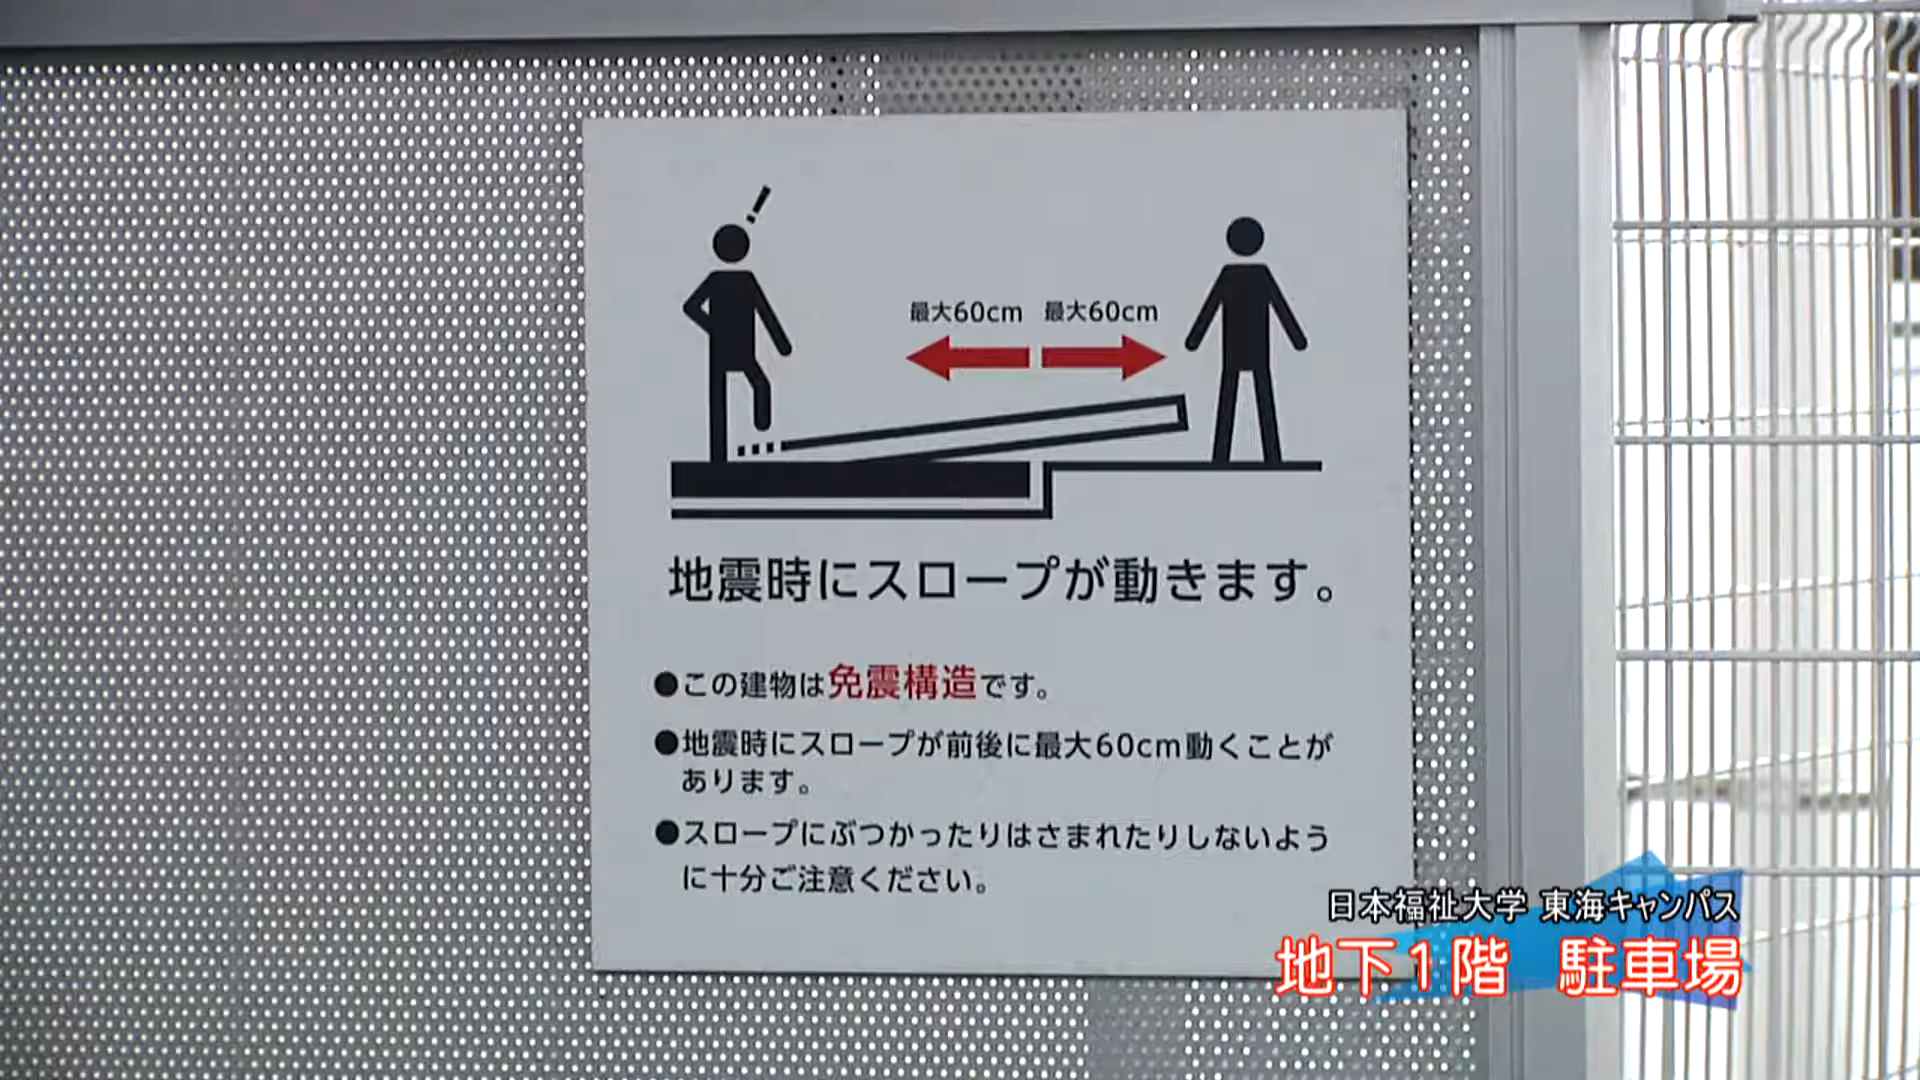 最大60cm 最大60cm
地震時にスロープが動きます。
●この建物は免震構造です。
●地震時にスロープが前後に最大60cm動くことが
あります。
●スロープにぶつかったりはさまれたりしないよう
に十分ご注意ください。
日本福祉大学 東海キャンパス
地下1階 駐車場